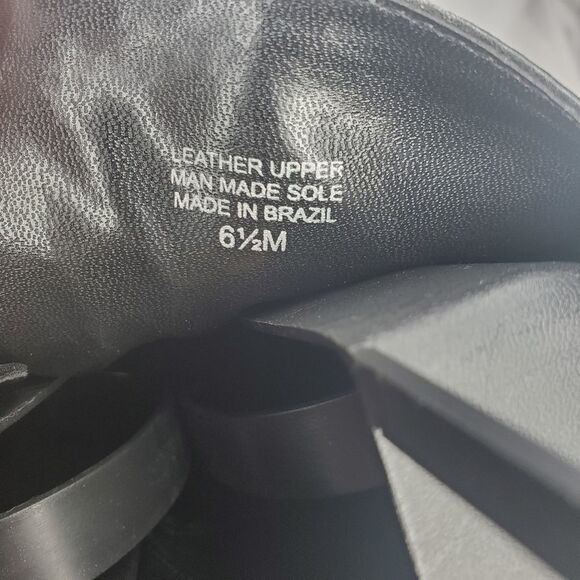 LEATHER UPPER
MAN MADE SOLE
MADE IN BRAZIL
6½M